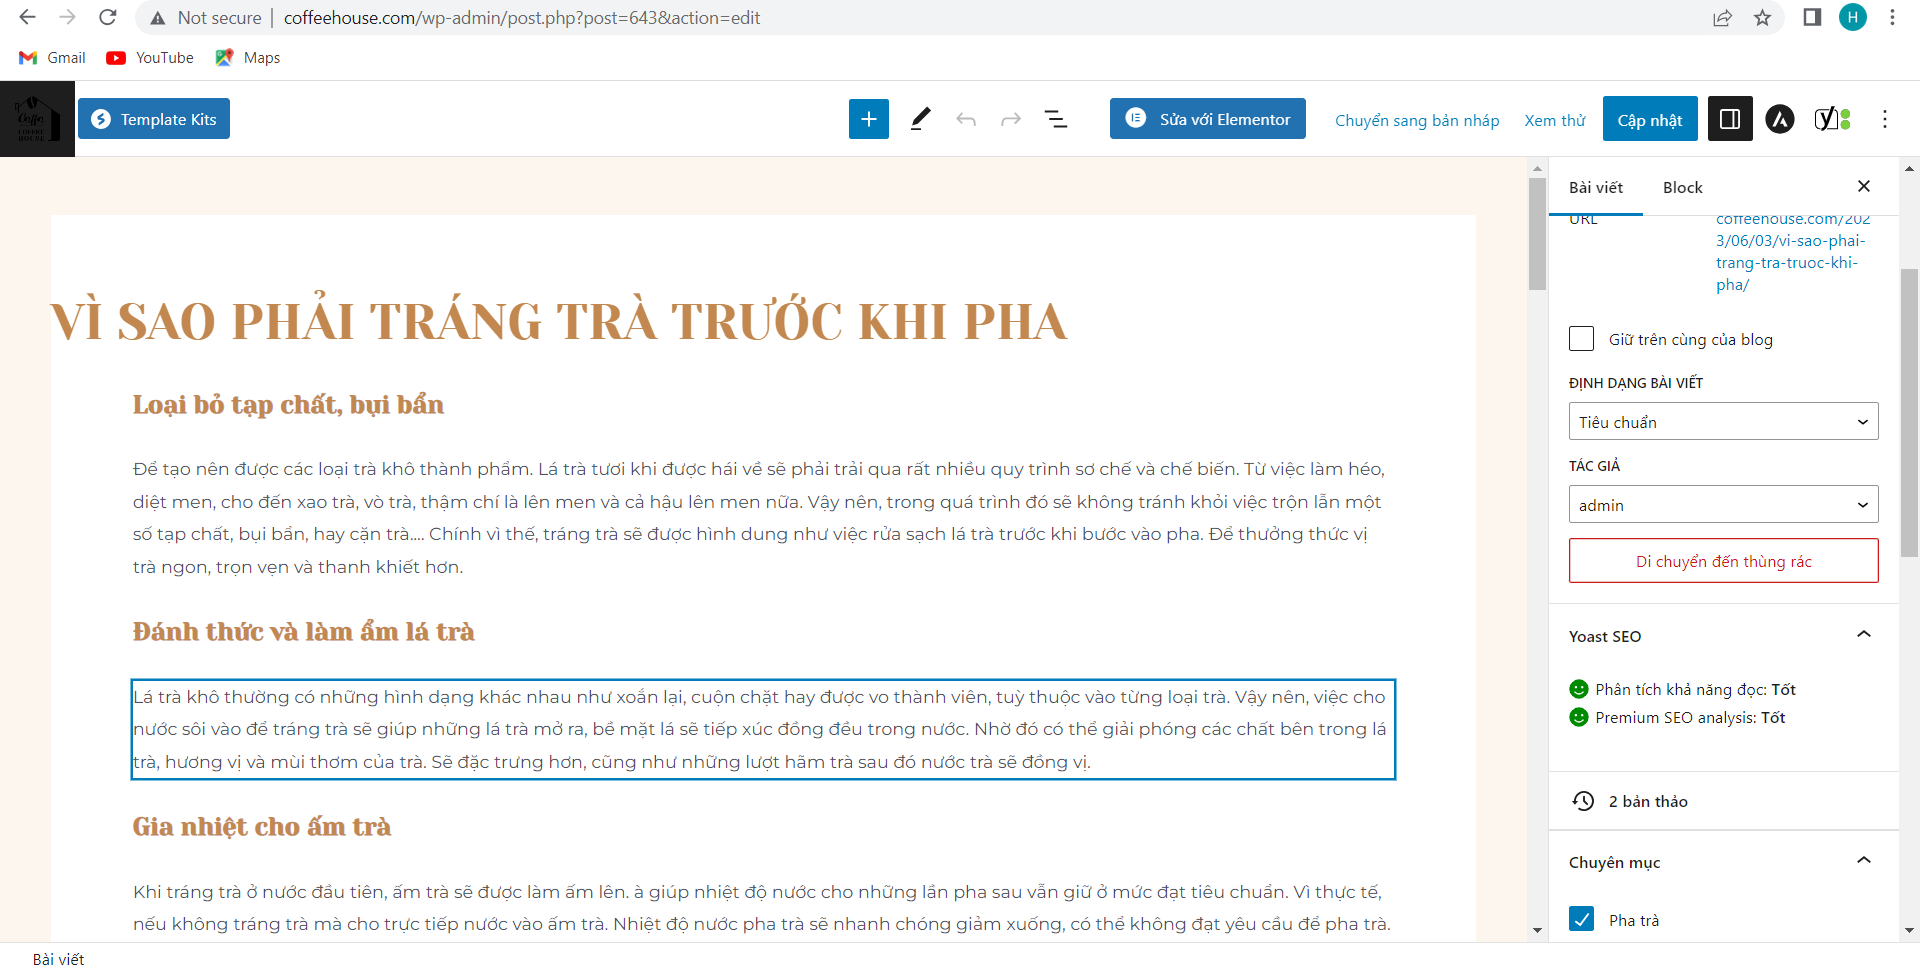 Not secure | coffeehouse.com/wp-admin/post.php?post=643&action=edit
H
Gmail YouTube Maps
Coffe
COFFEE
HOUSE
Template Kits
Sửa với Elementor
Chuyển sang bản nháp
Xem thử
Cập nhật
Bài viết Block
URL
coffeehouse.com/202
3/06/03/vi-sao-phai-
trang-tra-truoc-khi-
pha/
Giữ trên cùng của blog
ĐỊNH DẠNG BÀI VIẾT
Tiêu chuẩn
TÁC GIẢ
admin
Di chuyển đến thùng rác
Yoast SEO
Phân tích khả năng đọc: Tốt
Premium SEO analysis: Tốt
2 bản thảo
Chuyên mục
Pha trà
VÌ SAO PHẢI TRÁNG TRÀ TRƯỚC KHI PHA
Loại bỏ tạp chất, bụi bẩn
Để tạo nên được các loại trà khô thành phẩm. Lá trà tươi khi được hái về sẽ phải trải qua rất nhiều quy trình sơ chế và chế biến. Từ việc làm héo,
diệt men, cho đến xao trà, vò trà, thậm chí là lên men và cả hậu lên men nữa. Vậy nên, trong quá trình đó sẽ không tránh khỏi việc trộn lẫn một
số tạp chất, bụi bẩn, hay cặn trà…. Chính vì thế, tráng trà sẽ được hình dung như việc rửa sạch lá trà trước khi bước vào pha. Để thưởng thức vị
trà ngon, trọn vẹn và thanh khiết hơn.
Đánh thức và làm ẩm lá trà
Lá trà khô thường có những hình dạng khác nhau như xoắn lại, cuộn chặt hay được vo thành viên, tuỳ thuộc vào từng loại trà. Vậy nên, việc cho
nước sôi vào để tráng trà sẽ giúp những lá trà mở ra, bề mặt lá sẽ tiếp xúc đồng đều trong nước. Nhờ đó có thể giải phóng các chất bên trong lá
trà, hương vị và mùi thơm của trà. Sẽ đặc trưng hơn, cũng như những lượt hãm trà sau đó nước trà sẽ đồng vị.
Gia nhiệt cho ấm trà
Khi tráng trà ở nước đầu tiên, ấm trà sẽ được làm ấm lên. à giúp nhiệt độ nước cho những lần pha sau vẫn giữ ở mức đạt tiêu chuẩn. Vì thực tế,
nếu không tráng trà mà cho trực tiếp nước vào ấm trà. Nhiệt độ nước pha trà sẽ nhanh chóng giảm xuống, có thể không đạt yêu cầu để pha trà.
Bài viết